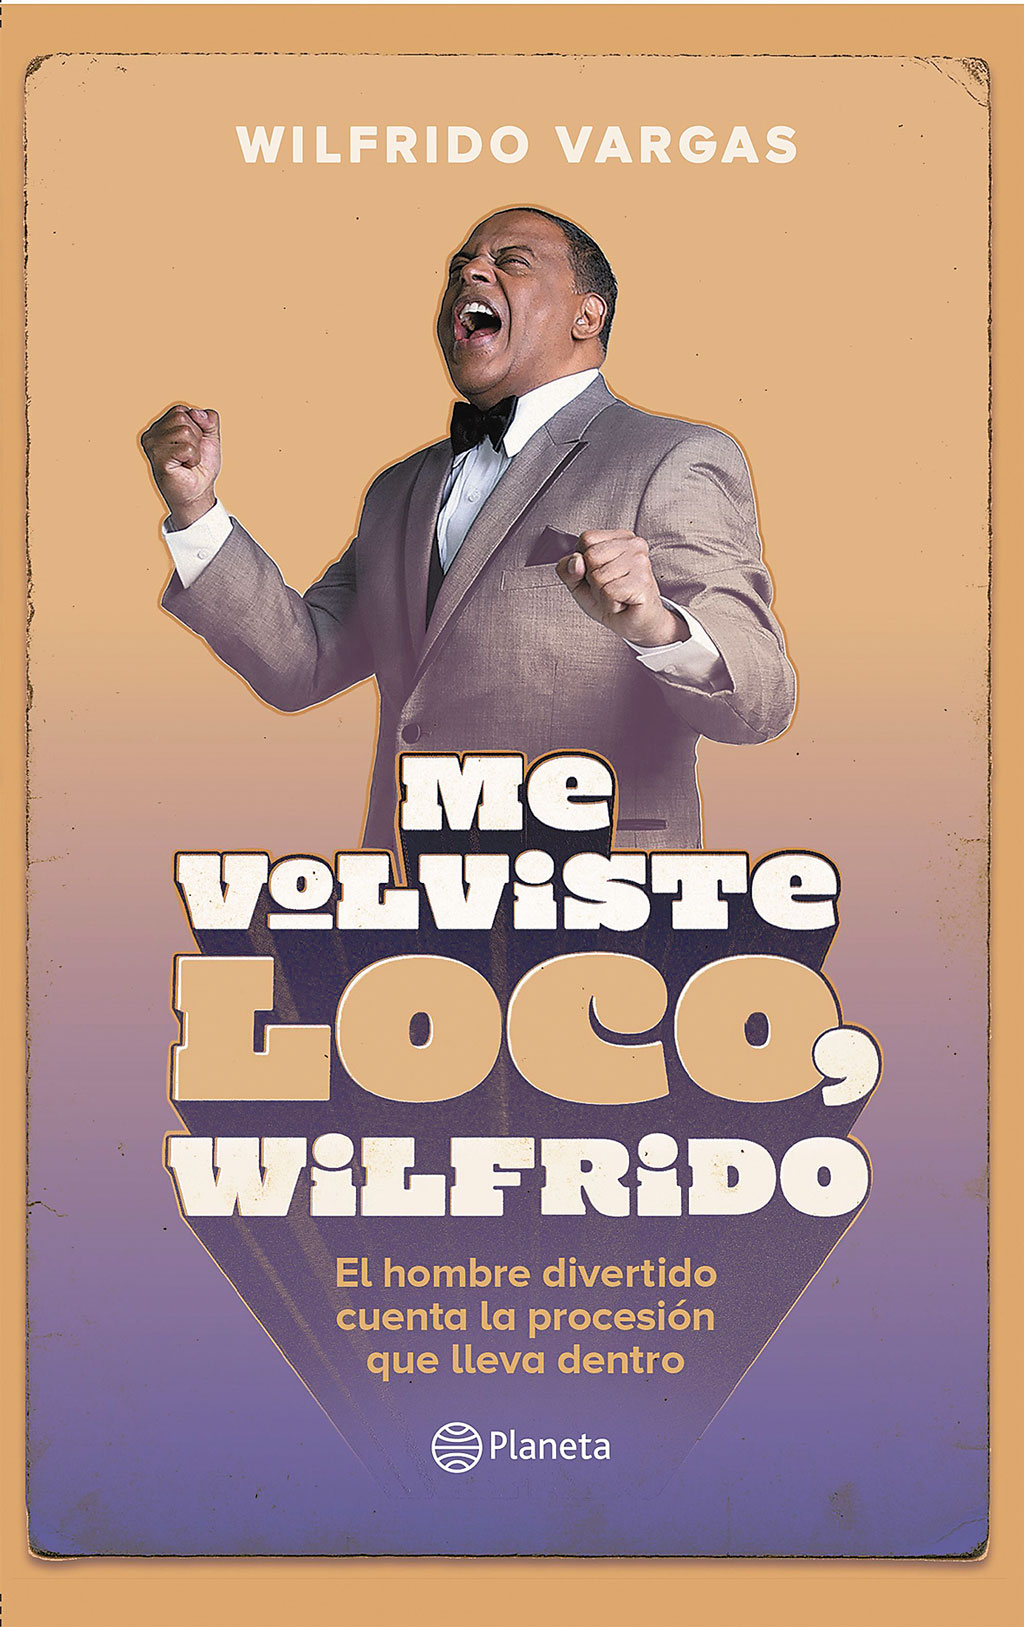 WILFRIDO VARGAS
Me
VoLViSTe
LOCO,
WiLFRiDO
El hombre divertido
cuenta la procesión
que lleva dentro
Planeta